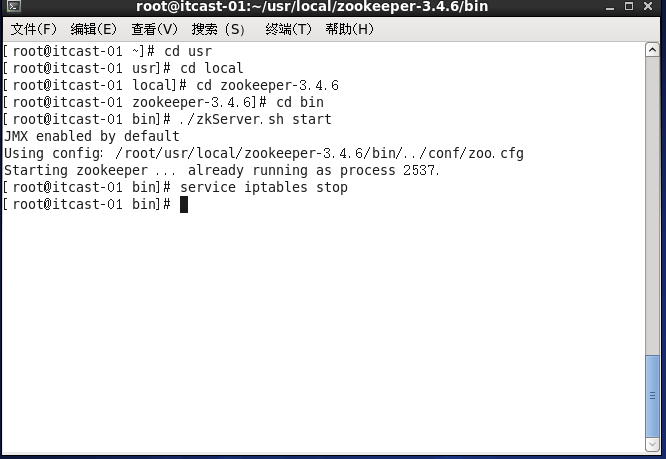 root@itcast-01:~/usr/local/zookeeper-3.4.6/bin
文件(F) 编辑(E) 查看(V) 搜索 (S) 终端(T) 帮助(H)
[root@itcast-01 ~]# cd usr
[root@itcast-01 usr]# cd local
[root@itcast-01 local]# cd zookeeper-3.4.6
[root@itcast-01 zookeeper-3.4.6]# cd bin
[root@itcast-01 bin]# ./zkServer.sh start
JMX enabled by default
Using config: /root/usr/local/zookeeper-3.4.6/bin/../conf/zoo.cfg
Starting zookeeper ... already running as process 2537.
[root@itcast-01 bin]# service iptables stop
[root@itcast-01 bin]#